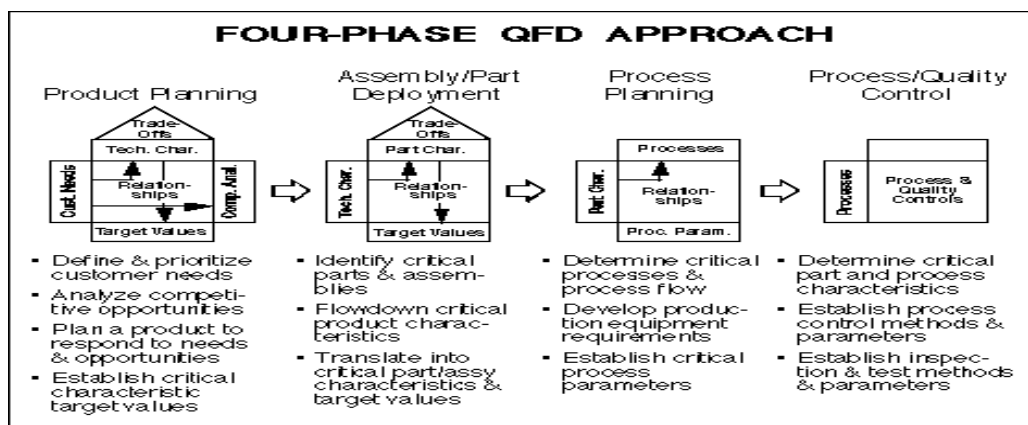 FOUR-PHASE QFD APPROACH
Product Planning
Trade-
Offs
Tech. Char.
Cust. Needs
Relation-
ships
Comp. Anal.
Target Values
• Define & prioritize
customer needs
• Analyze competi-
tive opportunities
• Plan a product to
respond to needs
& opportunities
• Establish critical
characteristic
target values
Assembly/Part
Deployment
Trade-
Offs
Part Char.
Tech. Char.
Relation-
ships
Target Values
• Identify critical
parts & assem-
blies
• Flowdown critical
product charac-
teristics
• Translate into
critical part/assy
characteristics &
target values
Process
Planning
Processes
Part Char.
Relation-
ships
Proc. Param.
• Determine critical
processes &
process flow
• Develop produc-
tion equipment
requirements
• Establish critical
process
parameters
Process/Quality
Control
Processes
Process &
Quality
Controls
• Determine critical
part and process
characteristics
• Establish process
control methods &
parameters
• Establish inspec-
tion & test methods
& parameters